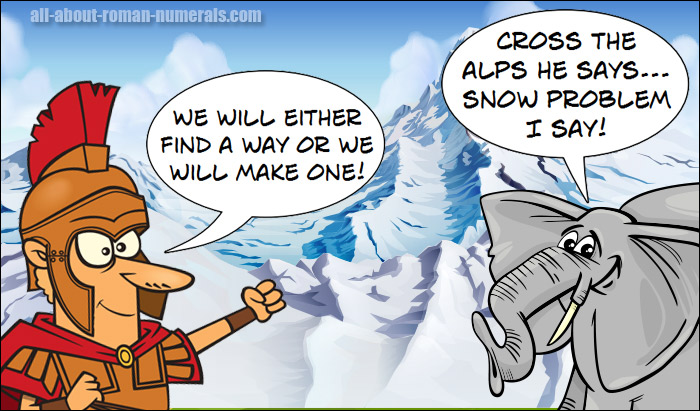 all-about-roman-numerals.com
WE WILL EITHER
FIND A WAY OR WE
WILL MAKE ONE!
CROSS THE
ALPS HE SAYS...
SNOW PROBLEM
I SAY!